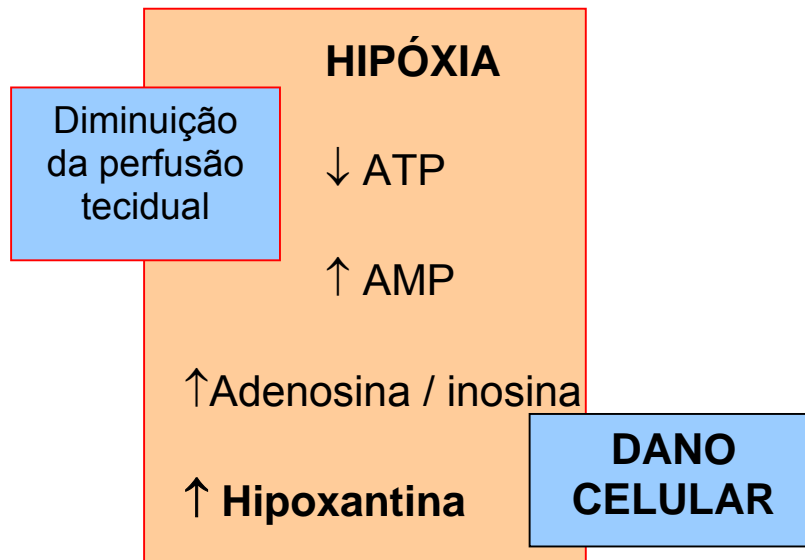 HIPÓXIA
Diminuição
da perfusão
tecidual
↓ ATP
↑ AMP
↑Adenosina / inosina
DANO
CELULAR
↑ Hipoxantina